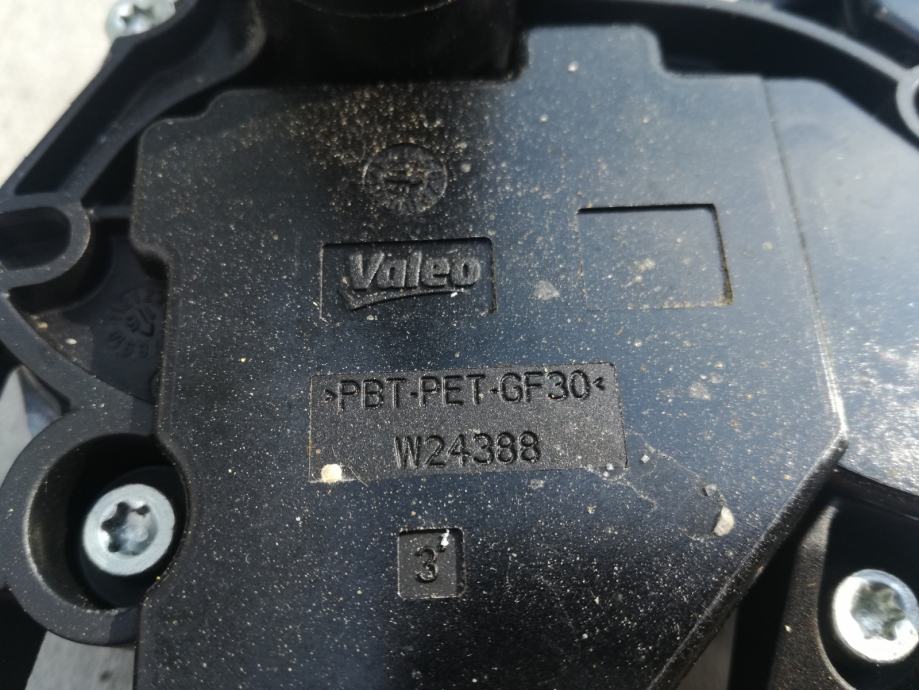 Valeo
>PBT-PET-GF30<
W24388
3